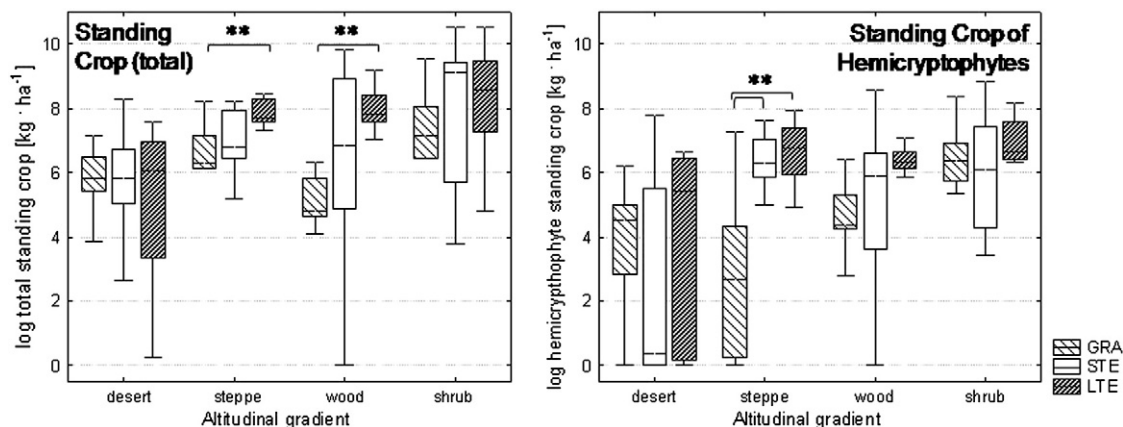 Standing
Crop (total)
**
**
log total standing crop [kg · ha⁻¹]
10
8
6
4
2
0
desert
steppe
wood
shrub
Altitudinal gradient
Standing Crop of
Hemicryptophytes
**
log hemicrypthophyte standing crop [kg · ha⁻¹]
10
8
6
4
2
0
desert
steppe
wood
shrub
Altitudinal gradient
GRA
STE
LTE